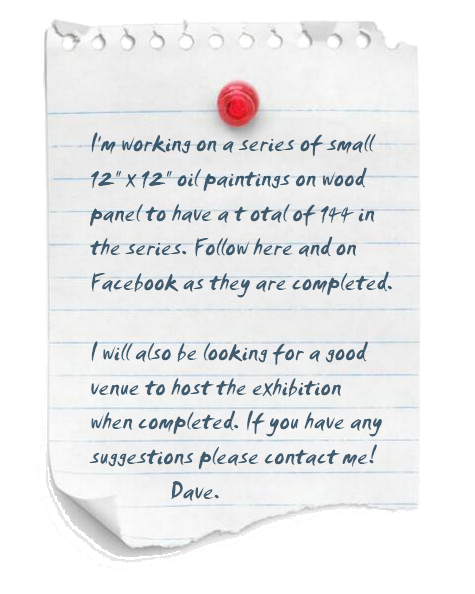 I'm working on a series of small
12" x 12" oil paintings on wood
panel to have a t otal of 144 in
the series. Follow here and on
Facebook as they are completed.
I will also be looking for a good
venue to host the exhibition
when completed. If you have any
suggestions please contact me!
Dave.